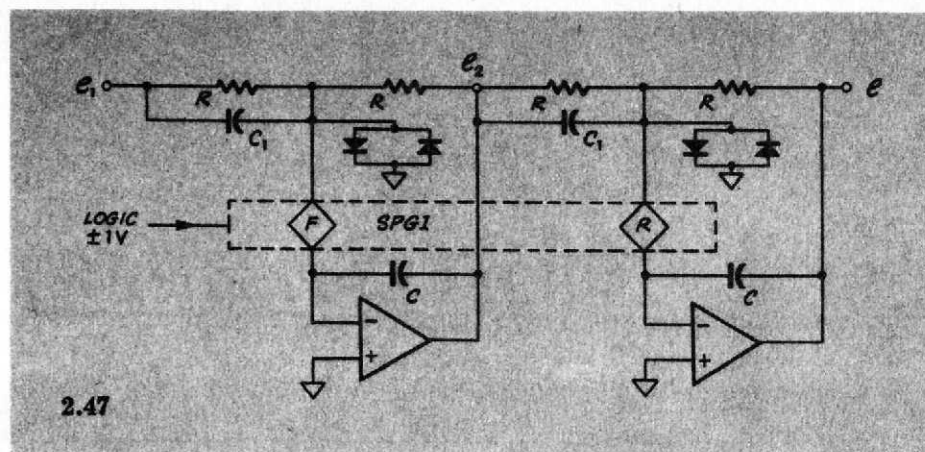 e₁
R
C₁
R
e₂
R
C₁
R
e
LOGIC
±1V
F
SPG1
R
C
−
+
C
−
+
2.47